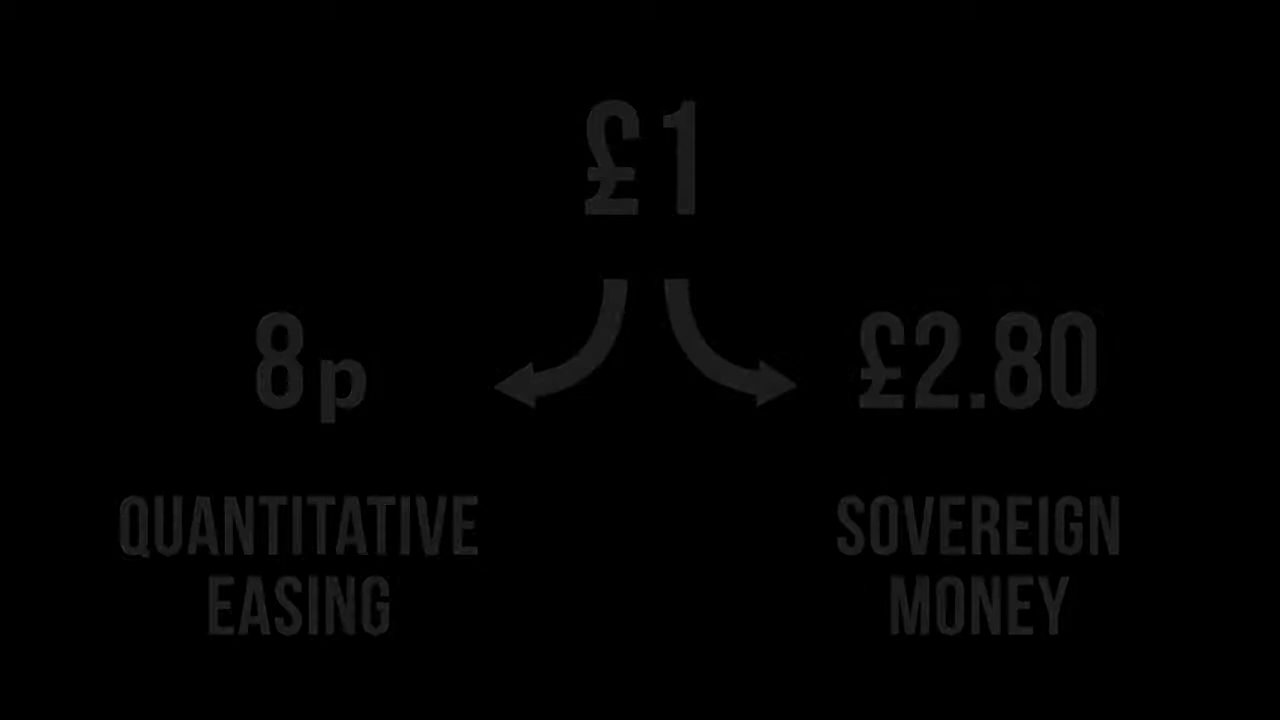 £1
8p
£2.80
QUANTITATIVE
EASING
SOVEREIGN
MONEY